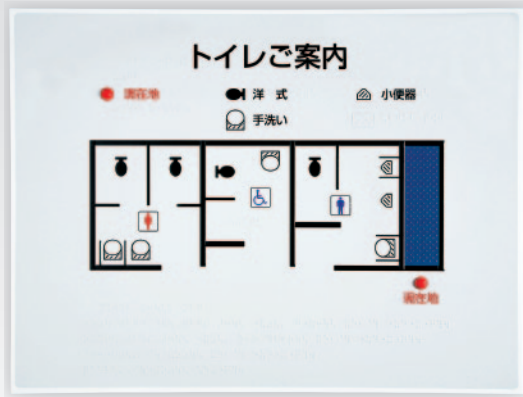 トイレご案内
現在地 洋式 小便器
手洗い
現在地